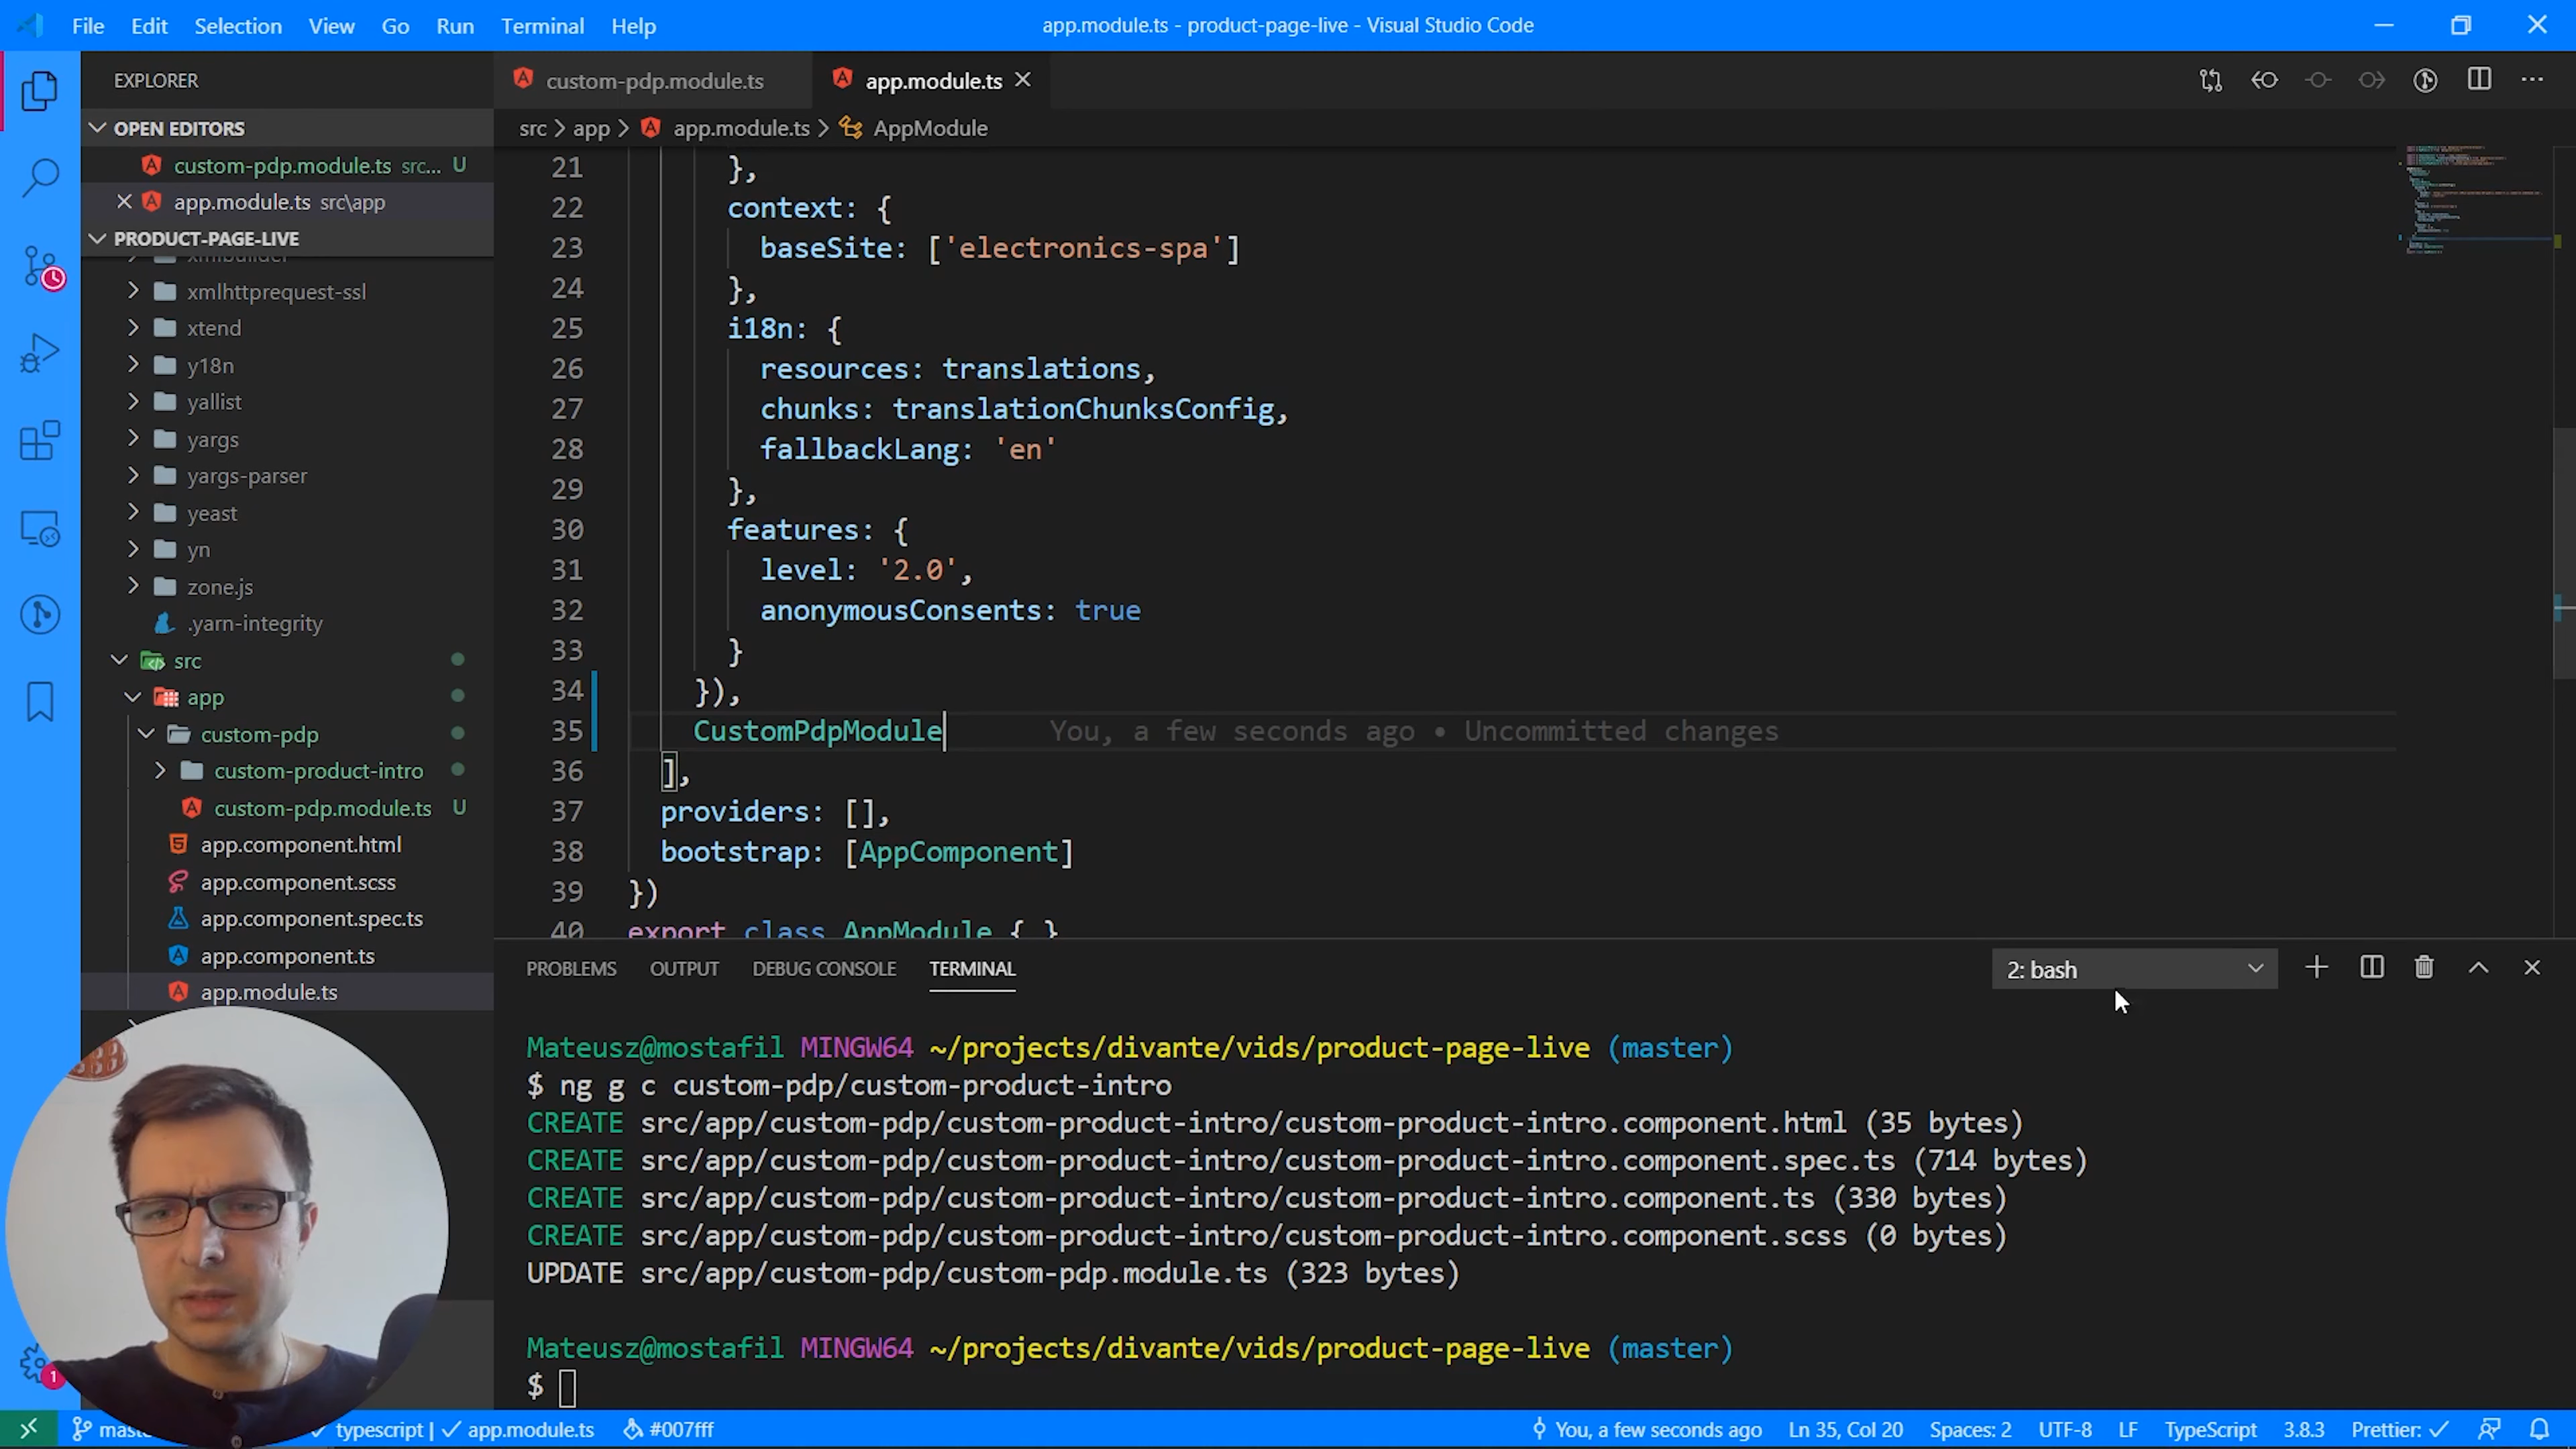 File Edit Selection View Go Run Terminal Help
app.module.ts - product-page-live - Visual Studio Code
EXPLORER
OPEN EDITORS
custom-pdp.module.ts src... U
app.module.ts src\app
PRODUCT-PAGE-LIVE
xmlbuilder
xmlhttprequest-ssl
xtend
y18n
yallist
yargs
yargs-parser
yeast
yn
zone.js
.yarn-integrity
src
app
custom-pdp
custom-product-intro
custom-pdp.module.ts U
app.component.html
app.component.scss
app.component.spec.ts
app.component.ts
app.module.ts
custom-pdp.module.ts
app.module.ts
src > app > app.module.ts > AppModule
21 },
22 context: {
23 baseSite: ['electronics-spa']
24 },
25 i18n: {
26 resources: translations,
27 chunks: translationChunksConfig,
28 fallbackLang: 'en'
29 },
30 features: {
31 level: '2.0',
32 anonymousConsents: true
33 }
34 }),
35 CustomPdpModule You, a few seconds ago • Uncommitted changes
36 ],
37 providers: [],
38 bootstrap: [AppComponent]
39 })
40 export class AppModule { }
PROBLEMS OUTPUT DEBUG CONSOLE TERMINAL
2: bash
Mateusz@mostafil MINGW64 ~/projects/divante/vids/product-page-live (master)
$ ng g c custom-pdp/custom-product-intro
CREATE src/app/custom-pdp/custom-product-intro/custom-product-intro.component.html (35 bytes)
CREATE src/app/custom-pdp/custom-product-intro/custom-product-intro.component.spec.ts (714 bytes)
CREATE src/app/custom-pdp/custom-product-intro/custom-product-intro.component.ts (330 bytes)
CREATE src/app/custom-pdp/custom-product-intro/custom-product-intro.component.scss (0 bytes)
UPDATE src/app/custom-pdp/custom-pdp.module.ts (323 bytes)
Mateusz@mostafil MINGW64 ~/projects/divante/vids/product-page-live (master)
$
1
typescript | ✓ app.module.ts #007fff
You, a few seconds ago Ln 35, Col 20 Spaces: 2 UTF-8 LF TypeScript 3.8.3 Prettier: ✓